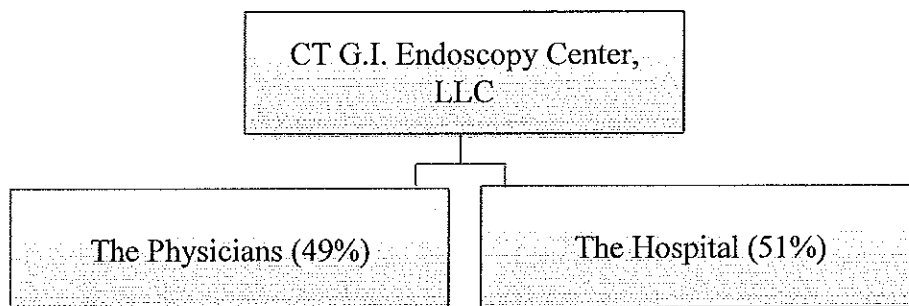 CT G.I. Endoscopy Center,
LLC
The Physicians (49%)
The Hospital (51%)